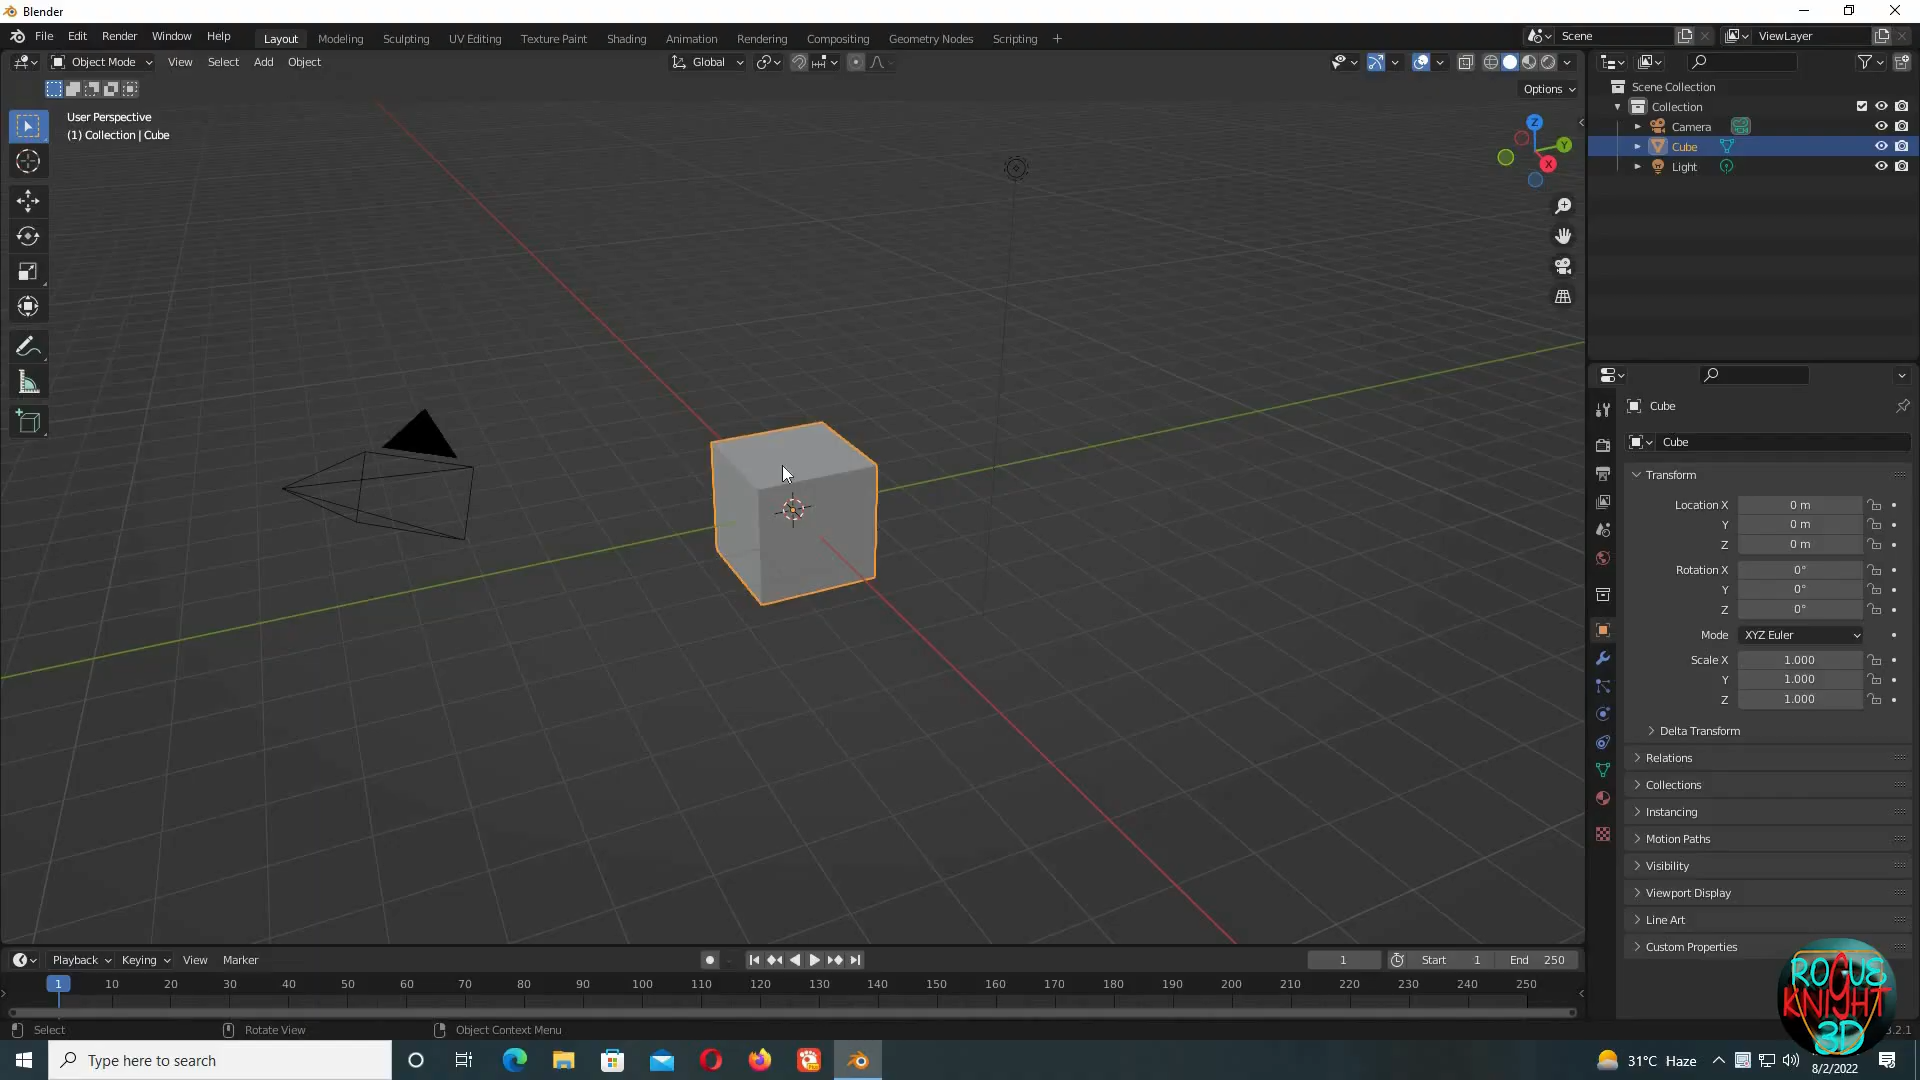 Blender
File Edit Render Window Help
Layout Modeling Sculpting UV Editing Texture Paint Shading Animation Rendering Compositing Geometry Nodes Scripting +
Scene
ViewLayer
Object Mode View Select Add Object
Global
Options
User Perspective
(1) Collection | Cube
Z
Y
X
Scene Collection
Collection
Camera
Cube
Light
Cube
Cube
Transform
Location X 0 m
Y 0 m
Z 0 m
Rotation X 0°
Y 0°
Z 0°
Mode XYZ Euler
Scale X 1.000
Y 1.000
Z 1.000
Delta Transform
Relations
Collections
Instancing
Motion Paths
Visibility
Viewport Display
Line Art
Custom Properties
Playback Keying View Marker
1 Start 1 End 250
1 10 20 30 40 50 60 70 80 90 100 110 120 130 140 150 160 170 180 190 200 210 220 230 240 250
Select Rotate View Object Context Menu
ROGUE
KNIGHT
3D
Type here to search
31°C Haze
8/2/2022